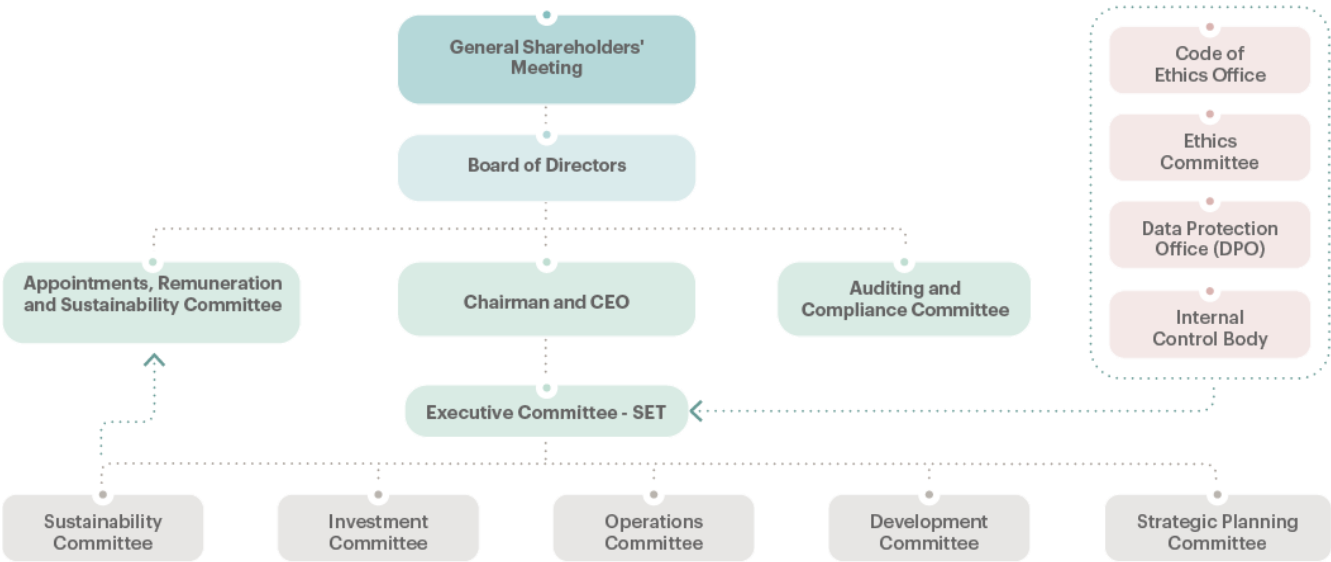 General Shareholders'
Meeting
Board of Directors
Appointments, Remuneration
and Sustainability Committee
Chairman and CEO
Auditing and
Compliance Committee
Executive Committee - SET
Sustainability
Committee
Investment
Committee
Operations
Committee
Development
Committee
Strategic Planning
Committee
Code of
Ethics Office
Ethics
Committee
Data Protection
Office (DPO)
Internal
Control Body